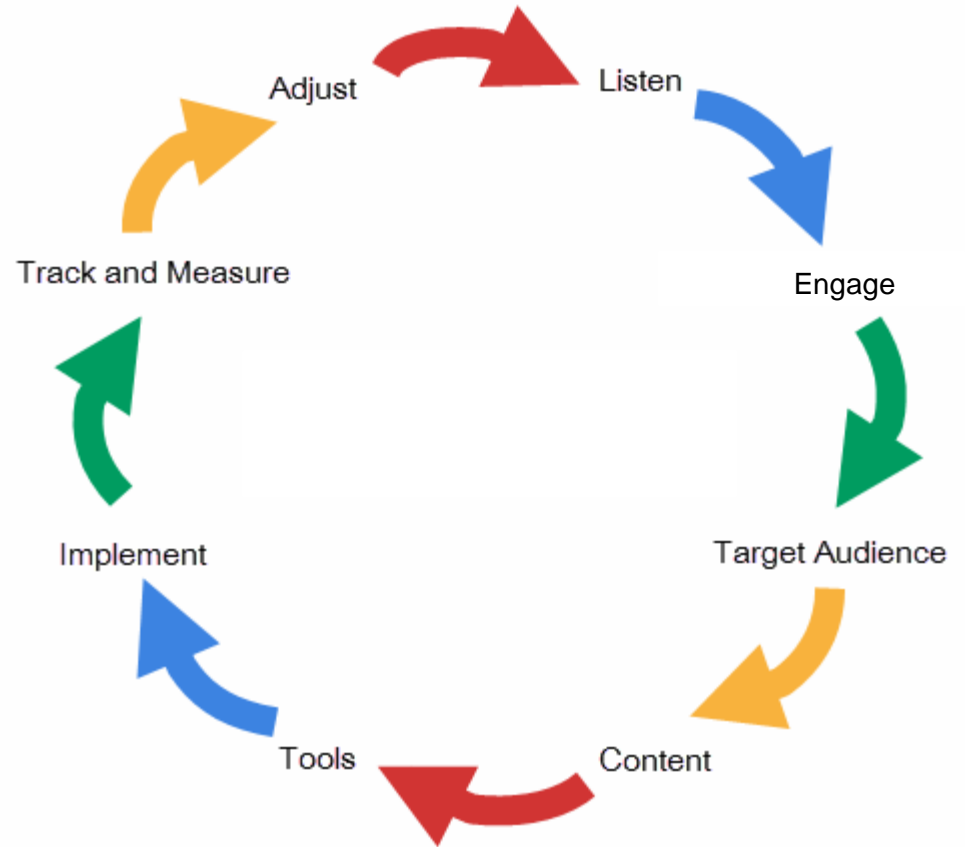 Adjust
Listen
Engage
Target Audience
Content
Tools
Implement
Track and Measure